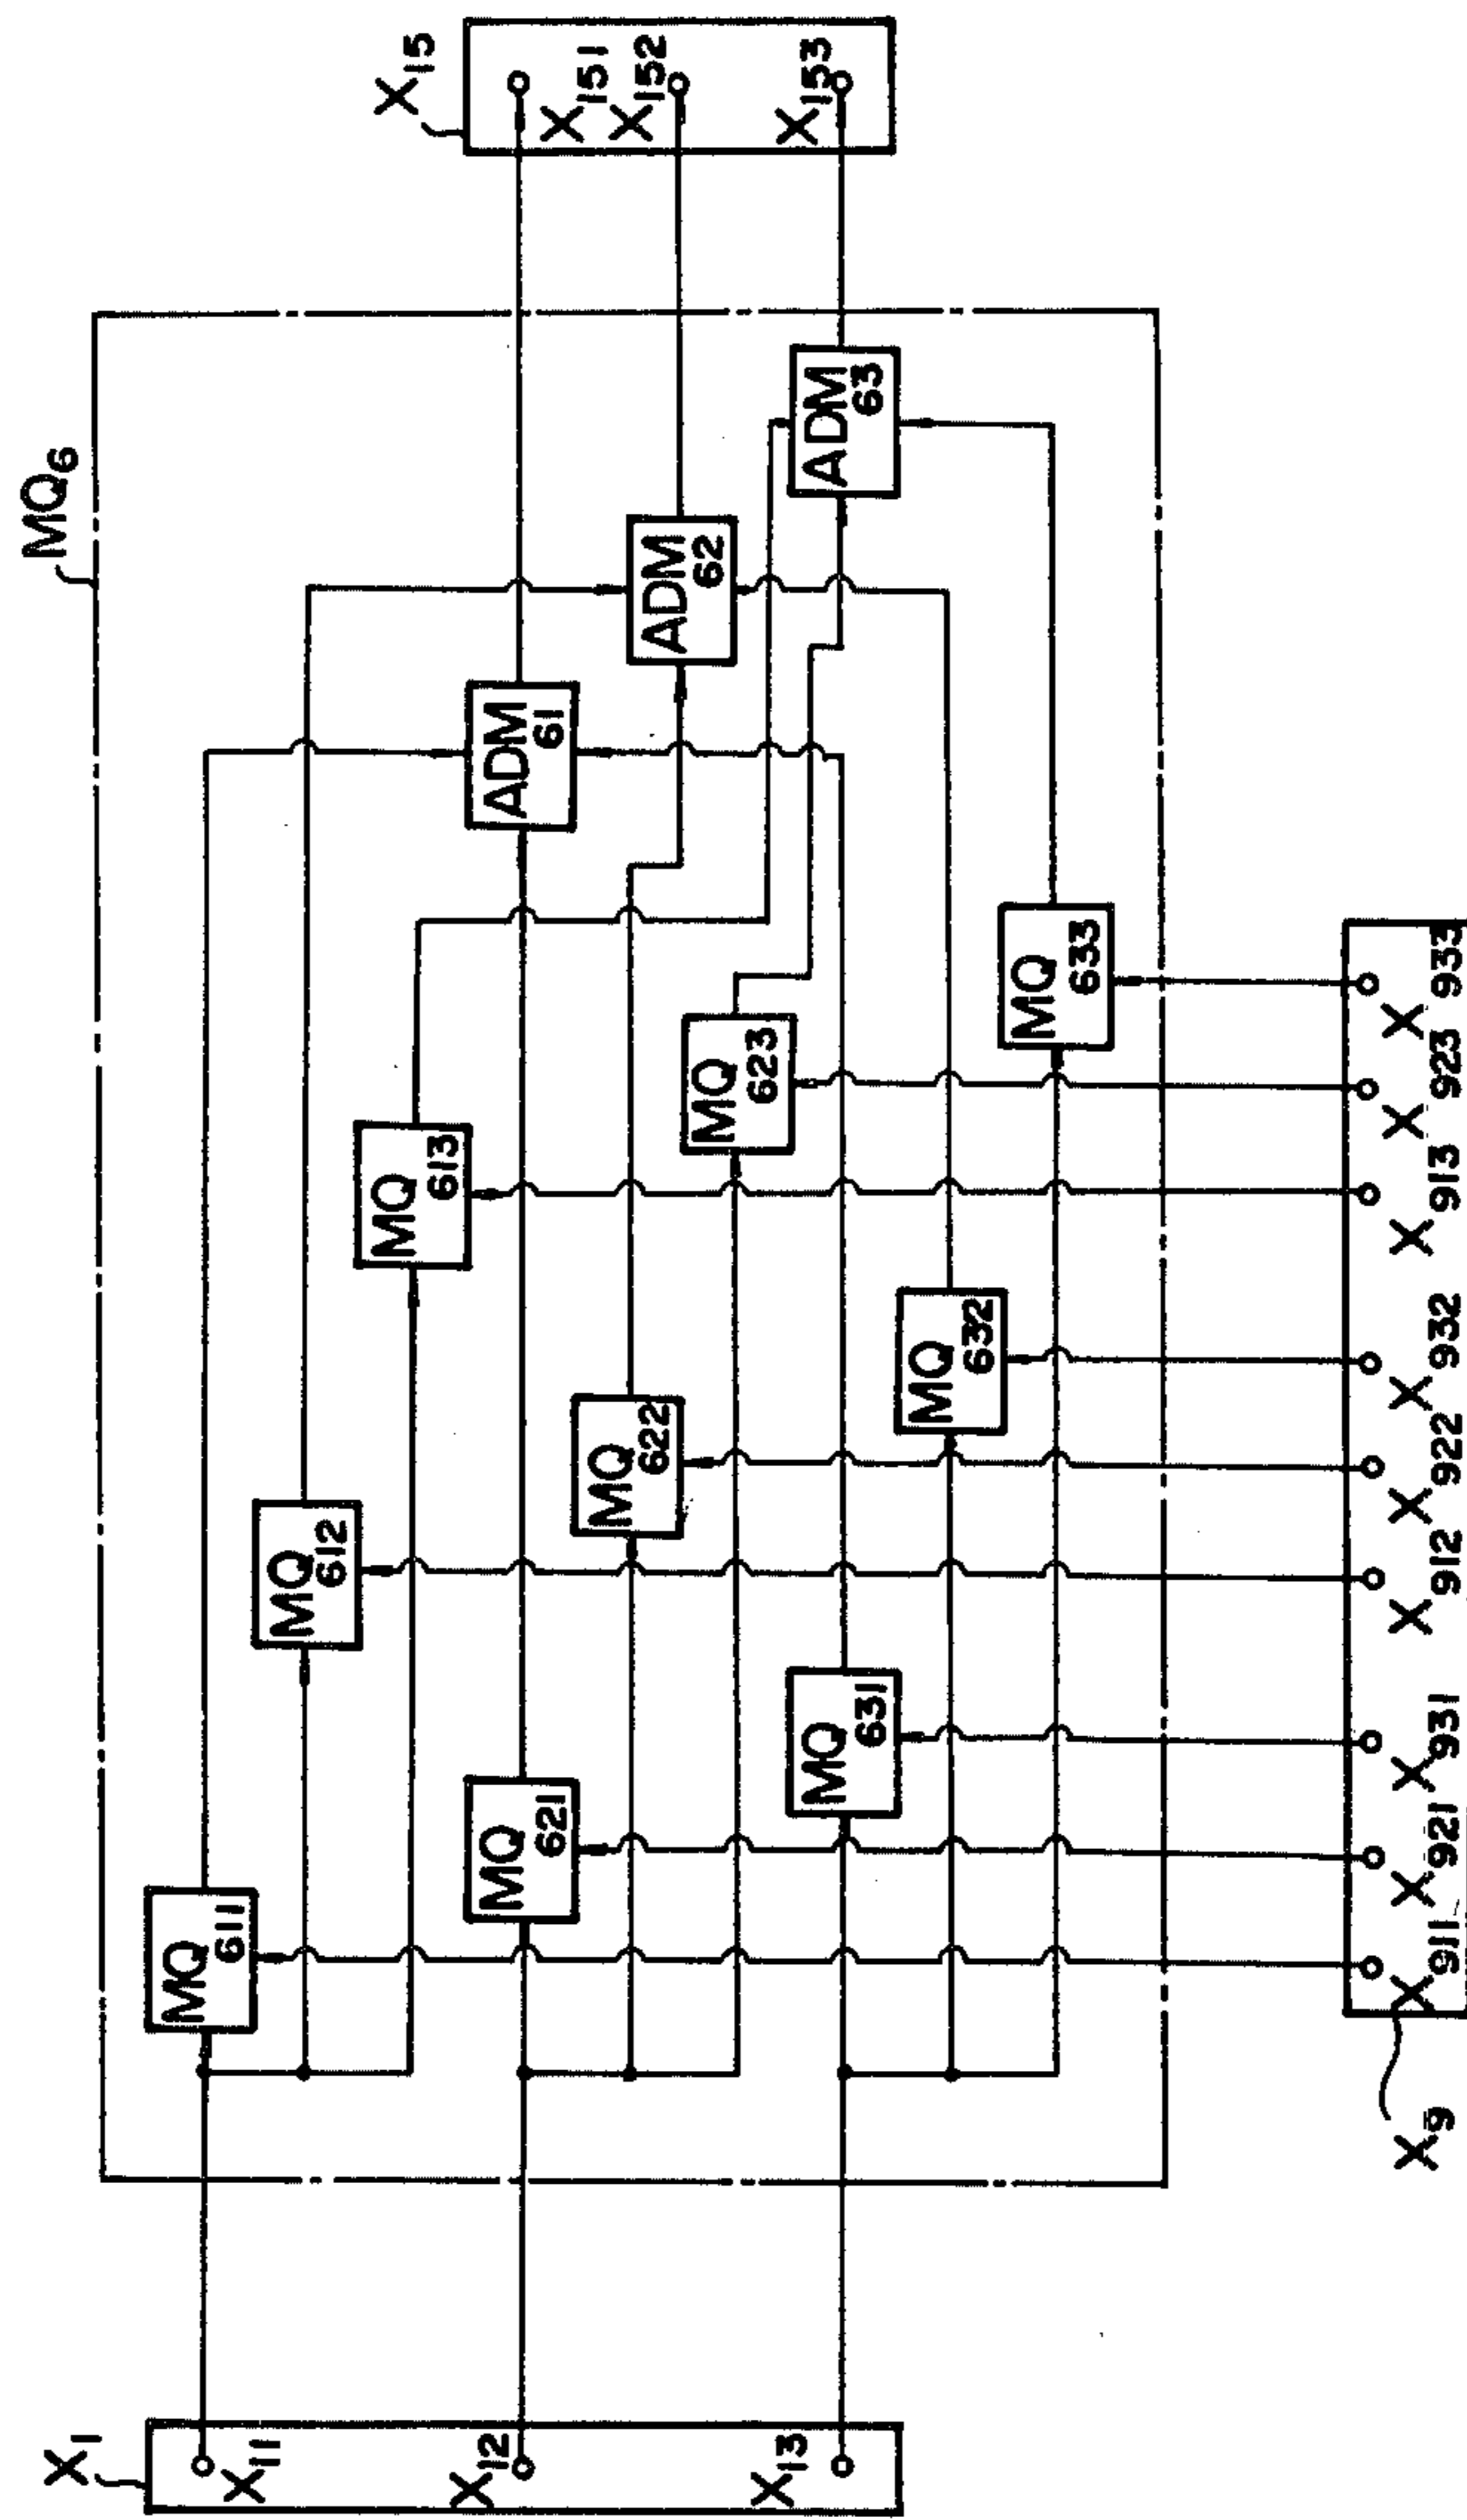 MQ6
X1
X11
X12
X13
X15
X151
X152
X153
MQ 611
MQ 612
MQ 613
MQ 621
MQ 622
MQ 623
MQ 631
MQ 632
MQ 633
ADM 61
ADM 62
ADM 63
X9
X911
X921
X931
X912
X922
X932
X913
X923
X933